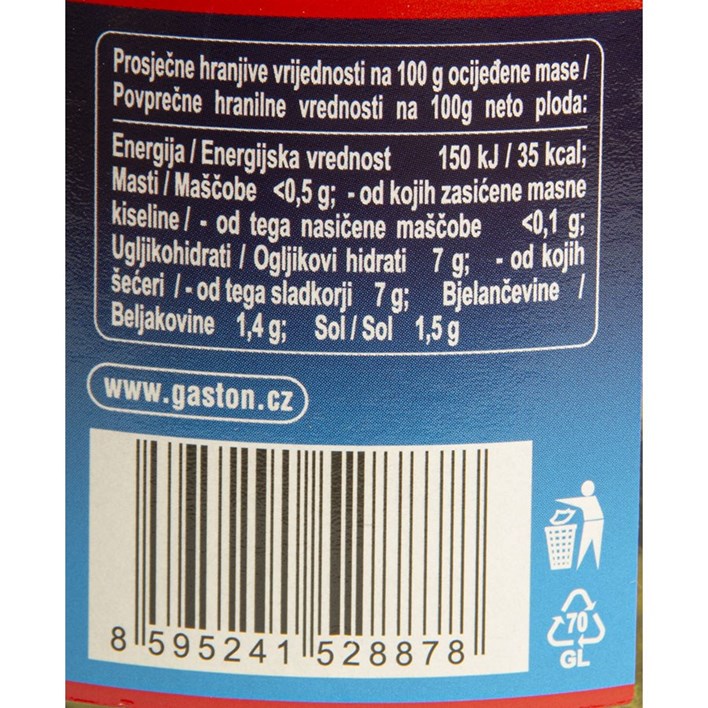 Prosječne hranjive vrijednosti na 100 g ocijeđene mase /
Povprečne hranilne vrednosti na 100g neto ploda:
Energija / Energijska vrednost 150 kJ / 35 kcal;
Masti / Maščobe <0,5 g; - od kojih zasićene masne
kiseline / - od tega nasičene maščobe <0,1 g;
Ugljikohidrati / Ogljikovi hidrati 7 g; - od kojih
šećeri / - od tega sladkorji 7 g; Bjelančevine /
Beljakovine 1,4 g; Sol / Sol 1,5 g
www.gaston.cz
8 595241 528878
70
GL